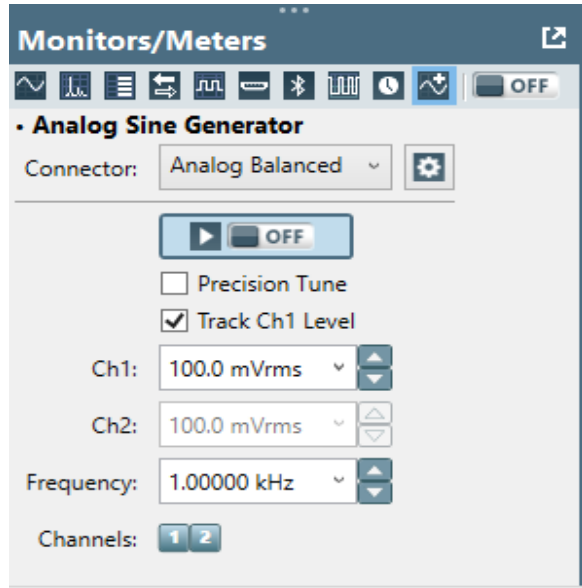 Monitors/Meters
OFF
• Analog Sine Generator
Connector: Analog Balanced
OFF
Precision Tune
Track Ch1 Level
Ch1: 100.0 mVrms
Ch2: 100.0 mVrms
Frequency: 1.00000 kHz
Channels: 1 2